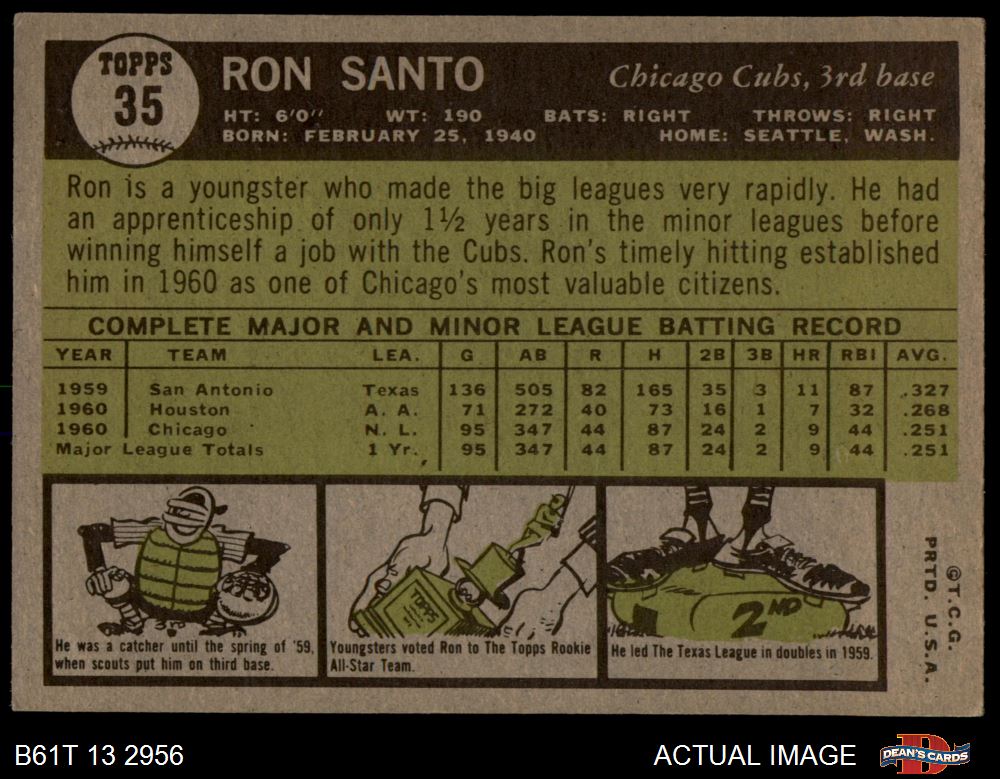 TOPPS
35
RON SANTO
Chicago Cubs, 3rd base
HT: 6'0" WT: 190 BATS: RIGHT THROWS: RIGHT
BORN: FEBRUARY 25, 1940 HOME: SEATTLE, WASH.
Ron is a youngster who made the big leagues very rapidly. He had
an apprenticeship of only 1½ years in the minor leagues before
winning himself a job with the Cubs. Ron's timely hitting established
him in 1960 as one of Chicago's most valuable citizens.
COMPLETE MAJOR AND MINOR LEAGUE BATTING RECORD
YEAR TEAM LEA. G AB R H 2B 3B HR RBI AVG.
1959 San Antonio Texas 136 505 82 165 35 3 11 87 .327
1960 Houston A. A. 71 272 40 73 16 1 7 32 .268
1960 Chicago N. L. 95 347 44 87 24 2 9 44 .251
Major League Totals 1 Yr. 95 347 44 87 24 2 9 44 .251
3RD
He was a catcher until the spring of '59,
when scouts put him on third base.
TOPPS
Youngsters voted Ron to The Topps Rookie
All-Star Team.
2ND
He led The Texas League in doubles in 1959.
©T.C.G.
PRTD. U.S.A.
B61T 13 2956
ACTUAL IMAGE
DEAN'S CARDS